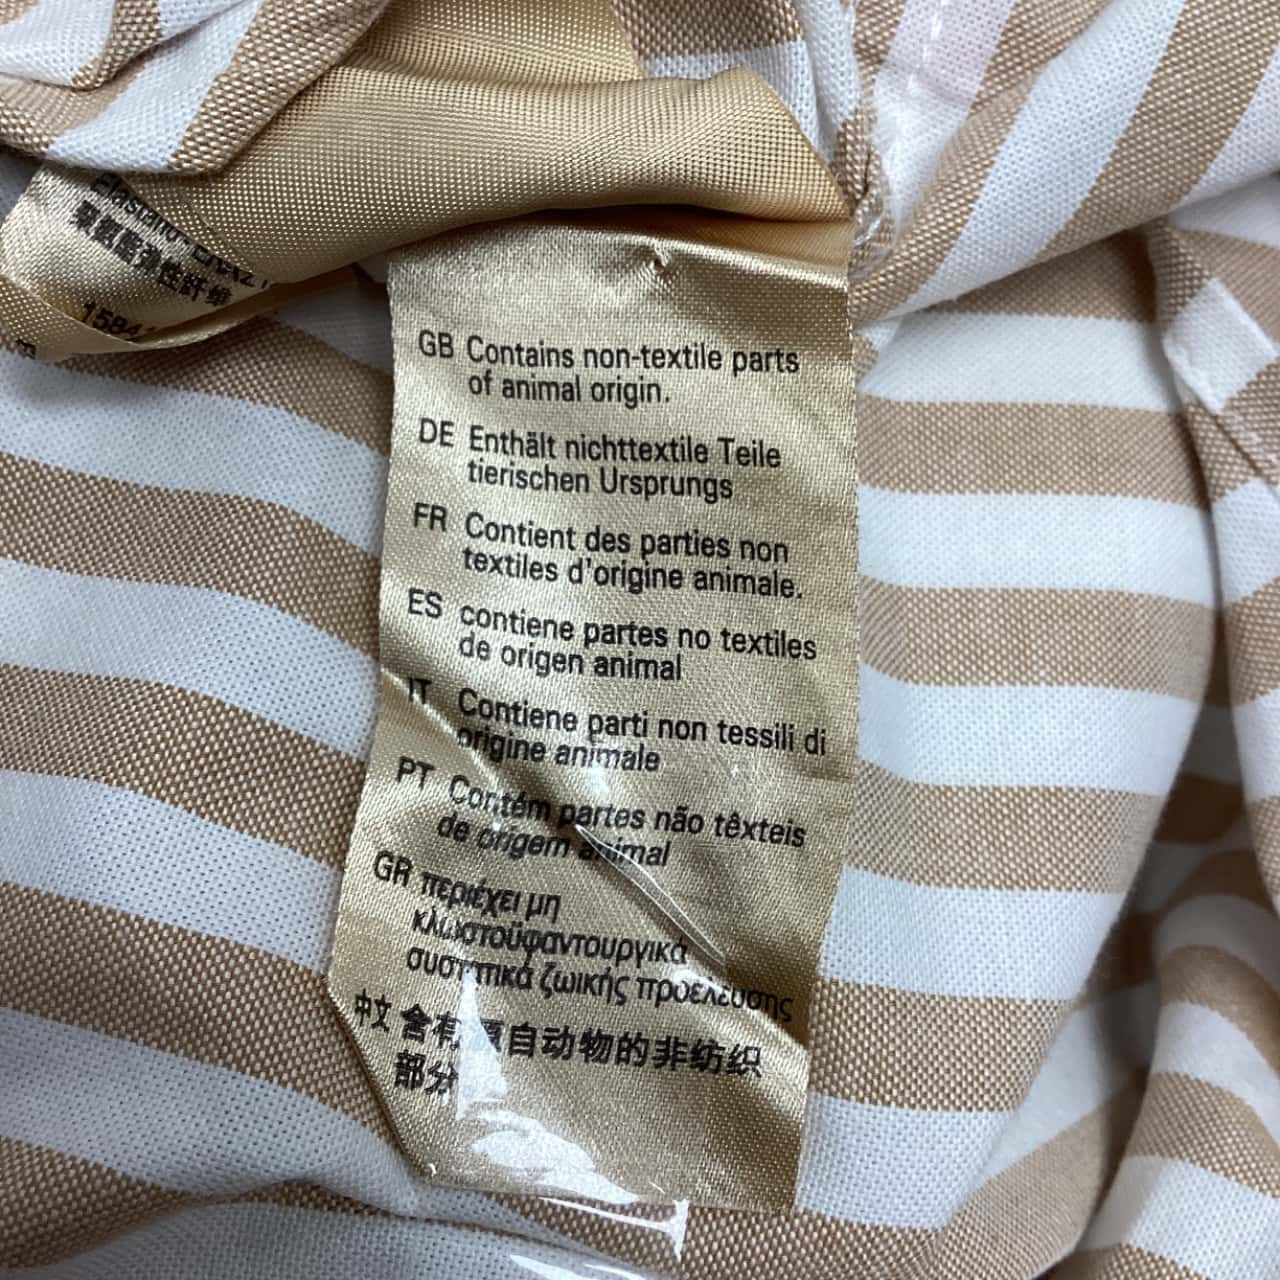 GB Contains non-textile parts
of animal origin.
DE Enthält nichttextile Teile
tierischen Ursprungs
FR Contient des parties non
textiles d'origine animale.
ES contiene partes no textiles
de origen animal
IT Contiene parti non tessili di
origine animale
PT Contém partes não têxteis
de origem animal
GR περιέχει μη
κλωστοϋφαντουργικά
συστατικά ζωικής προέλευσης
中文 含有源自动物的非纺织
部分